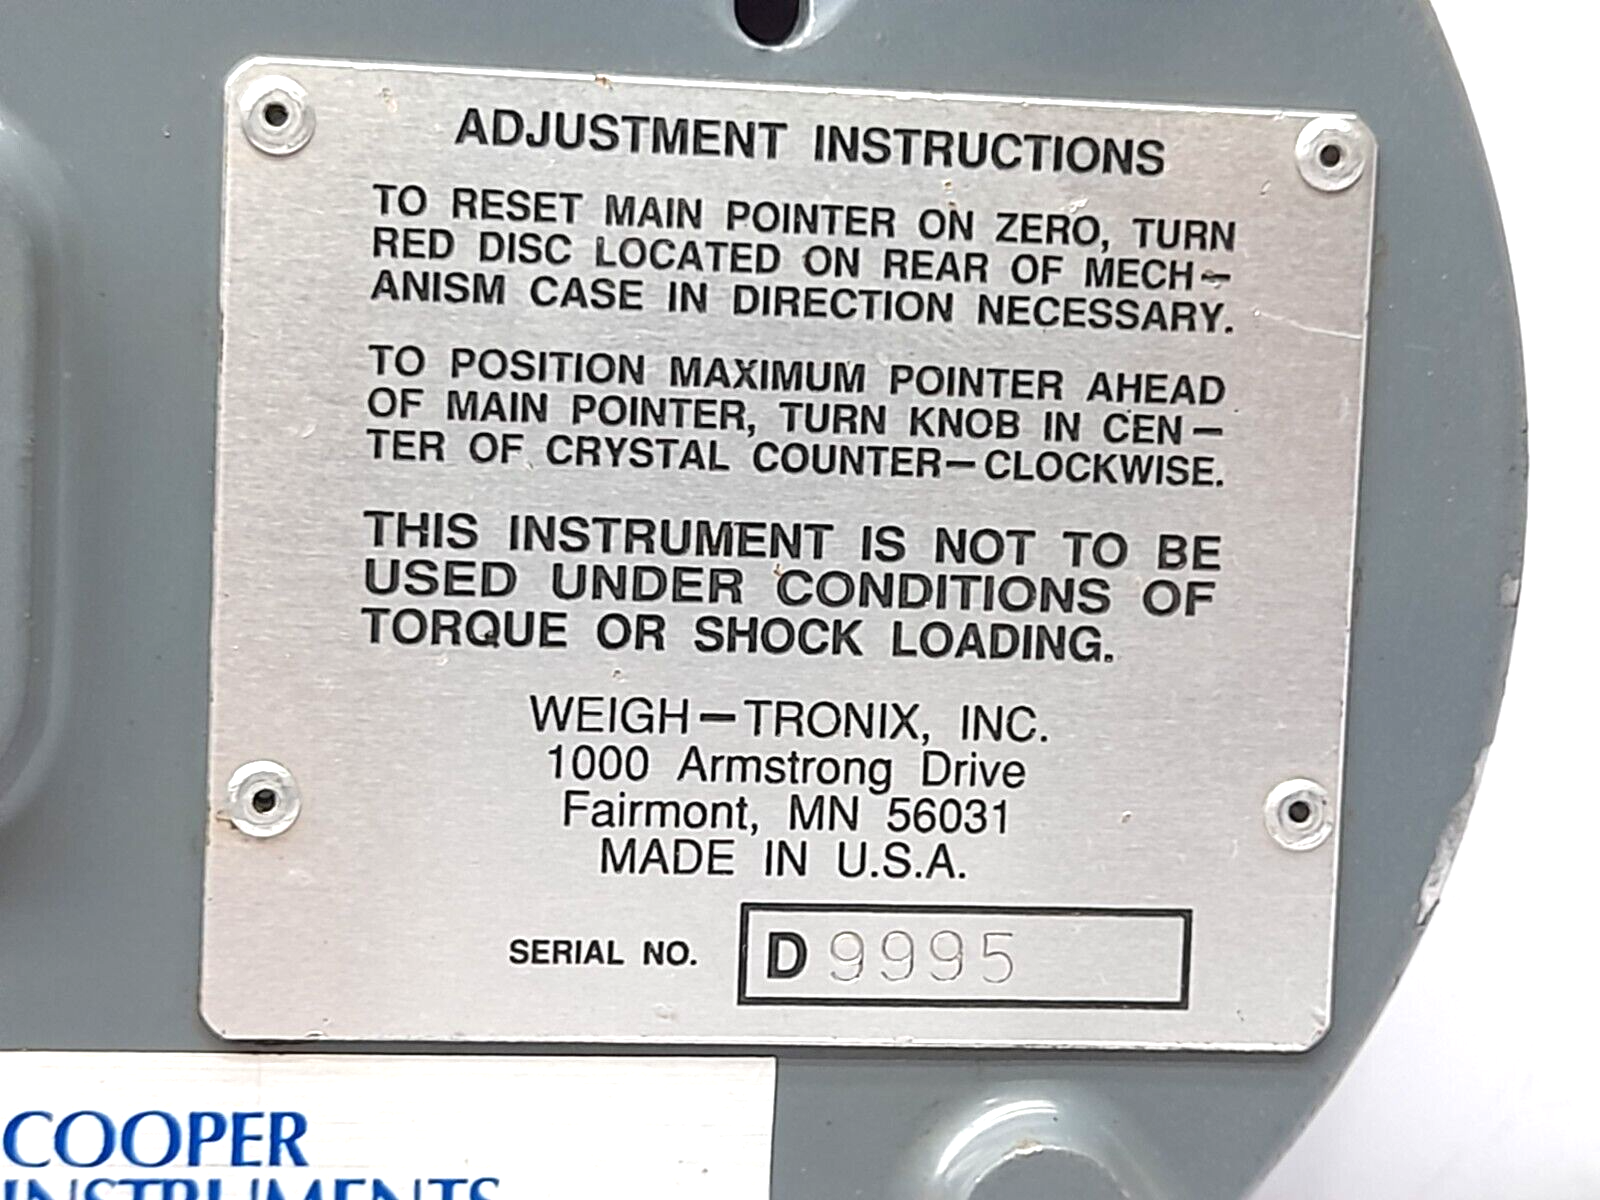 ADJUSTMENT INSTRUCTIONS
TO RESET MAIN POINTER ON ZERO, TURN
RED DISC LOCATED ON REAR OF MECH-
ANISM CASE IN DIRECTION NECESSARY.
TO POSITION MAXIMUM POINTER AHEAD
OF MAIN POINTER, TURN KNOB IN CEN-
TER OF CRYSTAL COUNTER-CLOCKWISE.
THIS INSTRUMENT IS NOT TO BE
USED UNDER CONDITIONS OF
TORQUE OR SHOCK LOADING.
WEIGH-TRONIX, INC.
1000 Armstrong Drive
Fairmont, MN 56031
MADE IN U.S.A.
SERIAL NO. D 9995
COOPER
INSTRUMENTS